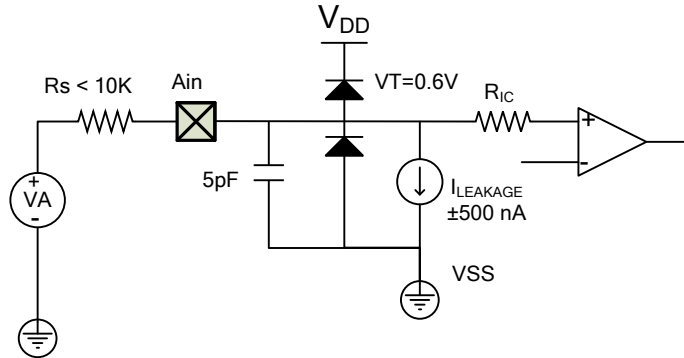 VDD
Rs < 10K
Ain
VT=0.6V
RIC
+
-
5pF
ILEAKAGE
±500 nA
+
VA
-
VSS